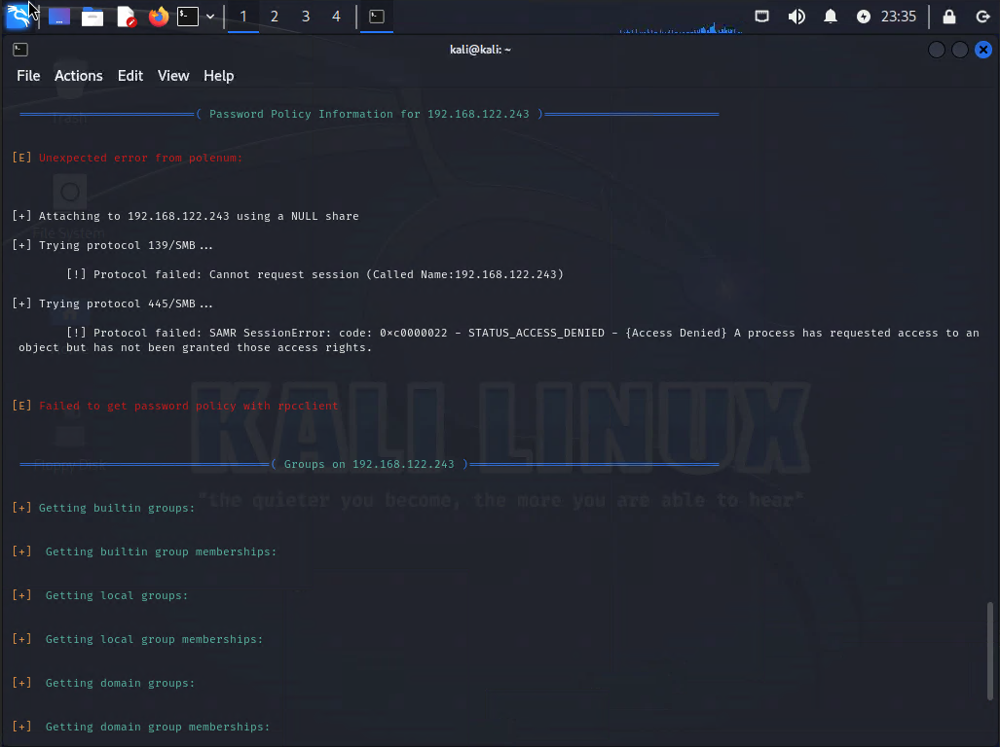 1 2 3 4 23:35
kali@kali: ~
File Actions Edit View Help
( Password Policy Information for 192.168.122.243 )
Trash
[E] Unexpected error from polenum:
[+] Attaching to 192.168.122.243 using a NULL share
File System
[+] Trying protocol 139/SMB...
[!] Protocol failed: Cannot request session (Called Name:192.168.122.243)
[+] Trying protocol 445/SMB...
[!] Protocol failed: SAMR SessionError: code: 0xc0000022 - STATUS_ACCESS_DENIED - {Access Denied} A process has requested access to an
object but has not been granted those access rights.
[E] Failed to get password policy with rpcclient
KALI LINUX
( Groups on 192.168.122.243 )
Floppy Disk
"the quieter you become, the more you are able to hear"
[+] Getting builtin groups:
[+] Getting builtin group memberships:
[+] Getting local groups:
[+] Getting local group memberships:
[+] Getting domain groups:
[+] Getting domain group memberships: